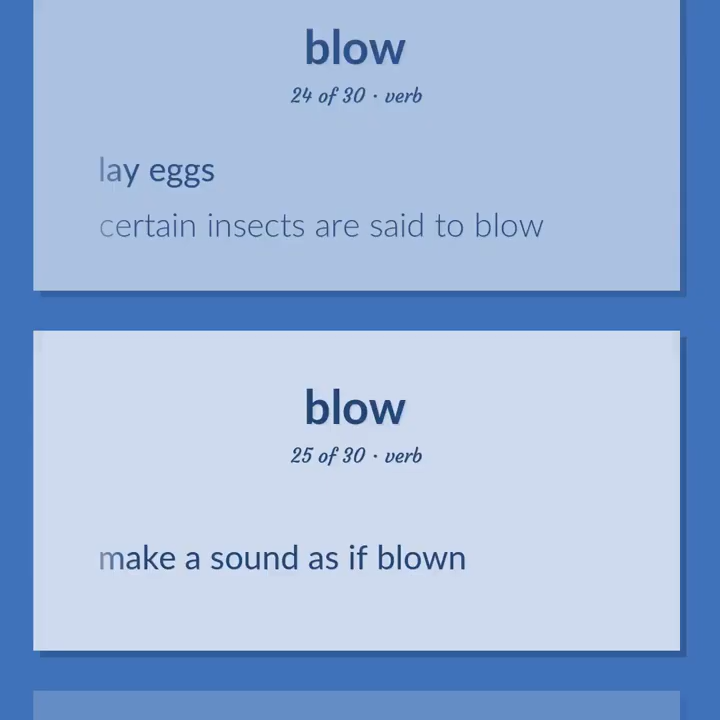 blow
24 of 30 · verb
lay eggs
certain insects are said to blow
blow
25 of 30 · verb
make a sound as if blown